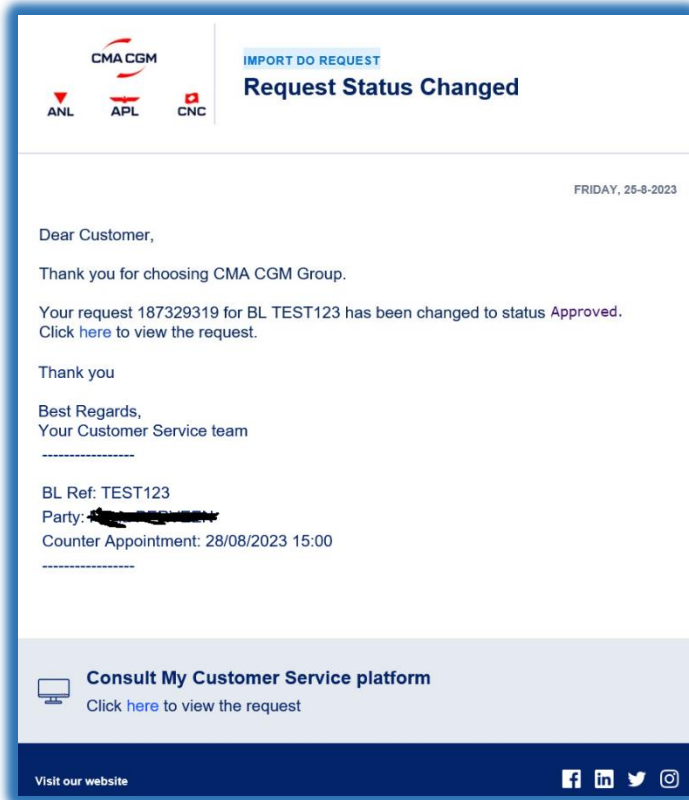 CMA CGM
ANL APL CNC
IMPORT DO REQUEST
Request Status Changed
FRIDAY, 25-8-2023
Dear Customer,
Thank you for choosing CMA CGM Group.
Your request 187329319 for BL TEST123 has been changed to status Approved.
Click here to view the request.
Thank you
Best Regards,
Your Customer Service team
-----------------
BL Ref: TEST123
Party:
Counter Appointment: 28/08/2023 15:00
-----------------
Consult My Customer Service platform
Click here to view the request
Visit our website